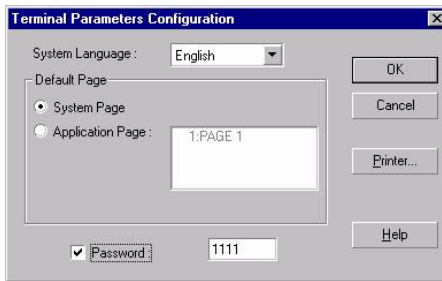 Terminal Parameters Configuration
System Language :
English
Default Page
System Page
Application Page :
1:PAGE 1
Password :
1111
OK
Cancel
Printer...
Help